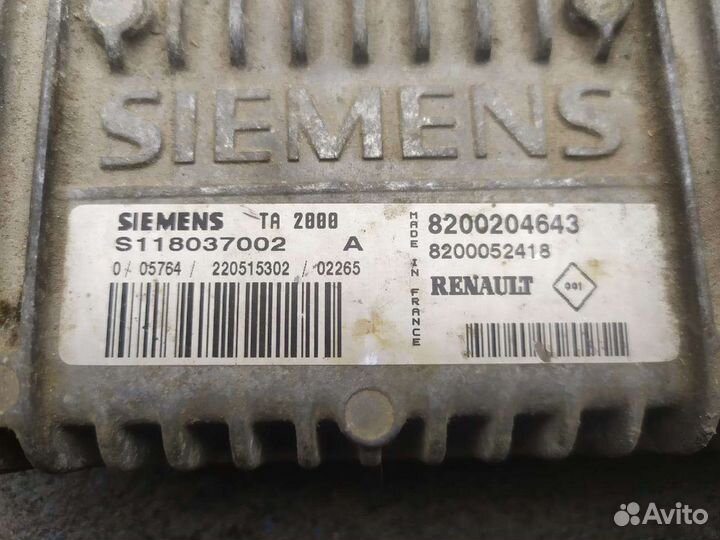 SIEMENS
SIEMENS TA 2000
S118037002 A
0/ 05764 / 220515302 / 02265
MADE IN FRANCE
8200204643
8200052418
RENAULT 001
Avito